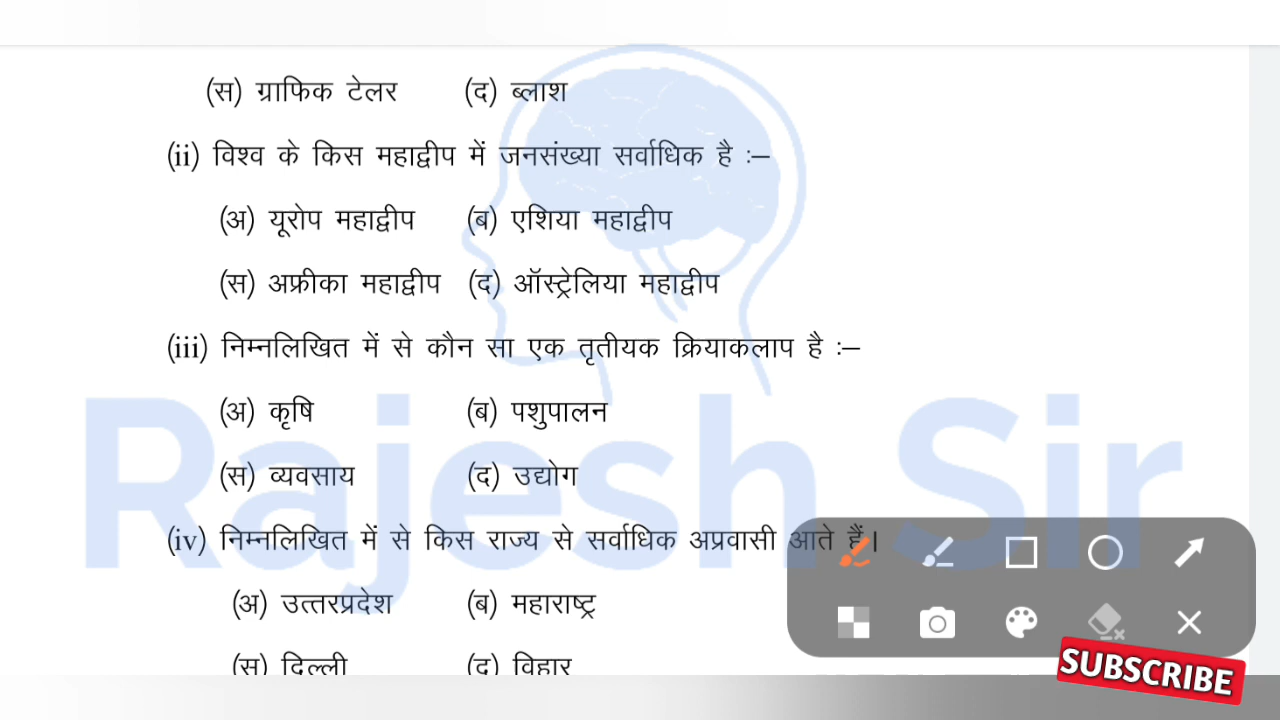 (स) ग्राफिक टेलर (द) ब्लाश
(ii) विश्व के किस महाद्वीप में जनसंख्या सर्वाधिक है :–
(अ) यूरोप महाद्वीप (ब) एशिया महाद्वीप
(स) अफ्रीका महाद्वीप (द) ऑस्ट्रेलिया महाद्वीप
(iii) निम्नलिखित में से कौन सा एक तृतीयक क्रियाकलाप है :–
(अ) कृषि (ब) पशुपालन
(स) व्यवसाय (द) उद्योग
Rajesh Sir
(iv) निम्नलिखित में से किस राज्य से सर्वाधिक अप्रवासी आते हैं।
(अ) उत्तरप्रदेश (ब) महाराष्ट्र
(स) दिल्ली (द) विहार
SUBSCRIBE